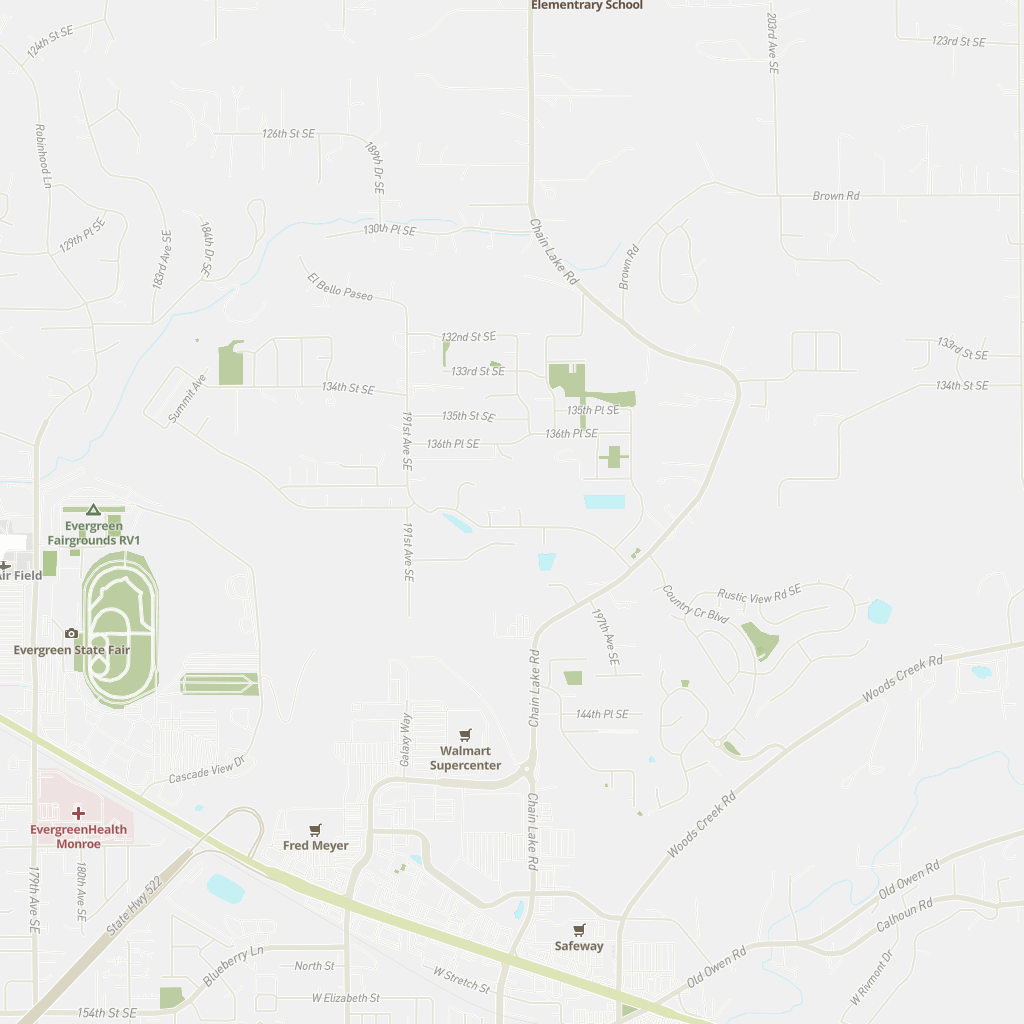 Elementrary School
124th St SE
203rd Ave SE
123rd St SE
126th St SE
189th Dr SE
Robinhood Ln
Brown Rd
129th Pl SE
183rd Ave SE
184th Dr SE
130th Pl SE
Chain Lake Rd
Brown Rd
El Bello Paseo
132nd St SE
133rd St SE
133rd St SE
134th St SE
134th St SE
Summit Ave
135th St SE
135th Pl SE
191st Ave SE
136th Pl SE
136th Pl SE
Evergreen
Fairgrounds RV1
191st Ave SE
Air Field
Country Cr Blvd
Rustic View Rd SE
197th Ave SE
Evergreen State Fair
Woods Creek Rd
Chain Lake Rd
144th Pl SE
Galaxy Way
Walmart
Supercenter
Cascade View Dr
EvergreenHealth
Monroe
Fred Meyer
Chain Lake Rd
Woods Creek Rd
179th Ave SE
180th Ave SE
State Hwy 522
Old Owen Rd
Calhoun Rd
Safeway
Blueberry Ln
North St
W Stretch St
Old Owen Rd
W Rivmont Dr
W Elizabeth St
154th St SE